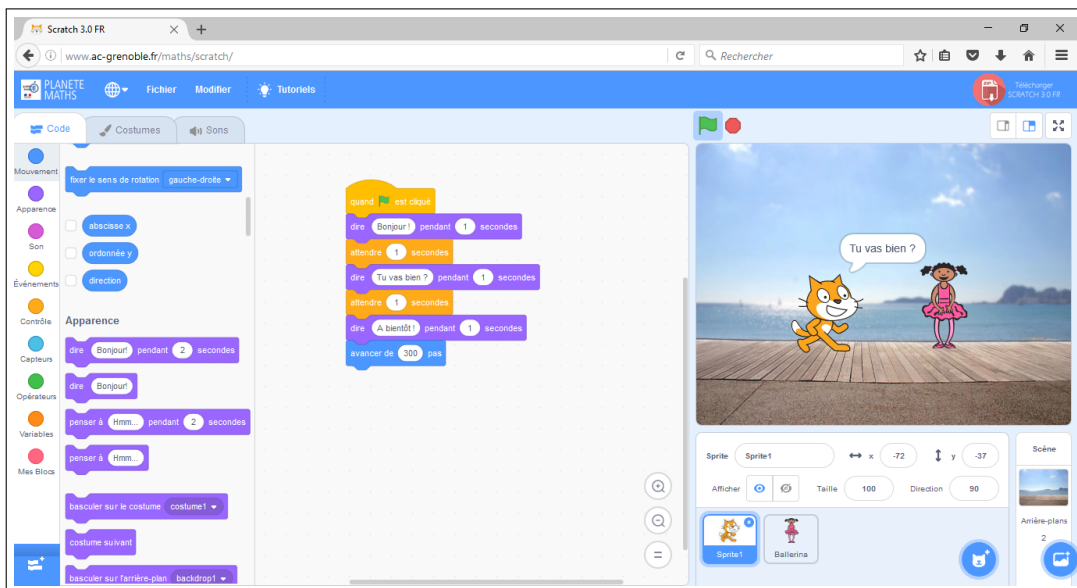 Scratch 3.0 FR
www.ac-grenoble.fr/maths/scratch/
Rechercher
PLANETE
MATHS
Fichier
Modifier
Tutoriels
Télécharger
SCRATCH 3.0 FR
Code
Costumes
Sons
Mouvement
Apparence
Son
Événements
Contrôle
Capteurs
Opérateurs
Variables
Mes Blocs
fixer le sens de rotation gauche-droite
abscisse x
ordonnée y
direction
Apparence
dire Bonjour! pendant 2 secondes
dire Bonjour!
penser à Hmm... pendant 2 secondes
penser à Hmm...
basculer sur le costume costume1
costume suivant
basculer sur l'arrière-plan backdrop1
quand est cliqué
dire Bonjour ! pendant 1 secondes
attendre 1 secondes
dire Tu vas bien ? pendant 1 secondes
attendre 1 secondes
dire A bientôt ! pendant 1 secondes
avancer de 300 pas
Tu vas bien ?
Sprite Sprite1 x -72 y -37
Afficher Taille 100 Direction 90
Sprite1
Ballerina
Scène
Arrière-plans
2